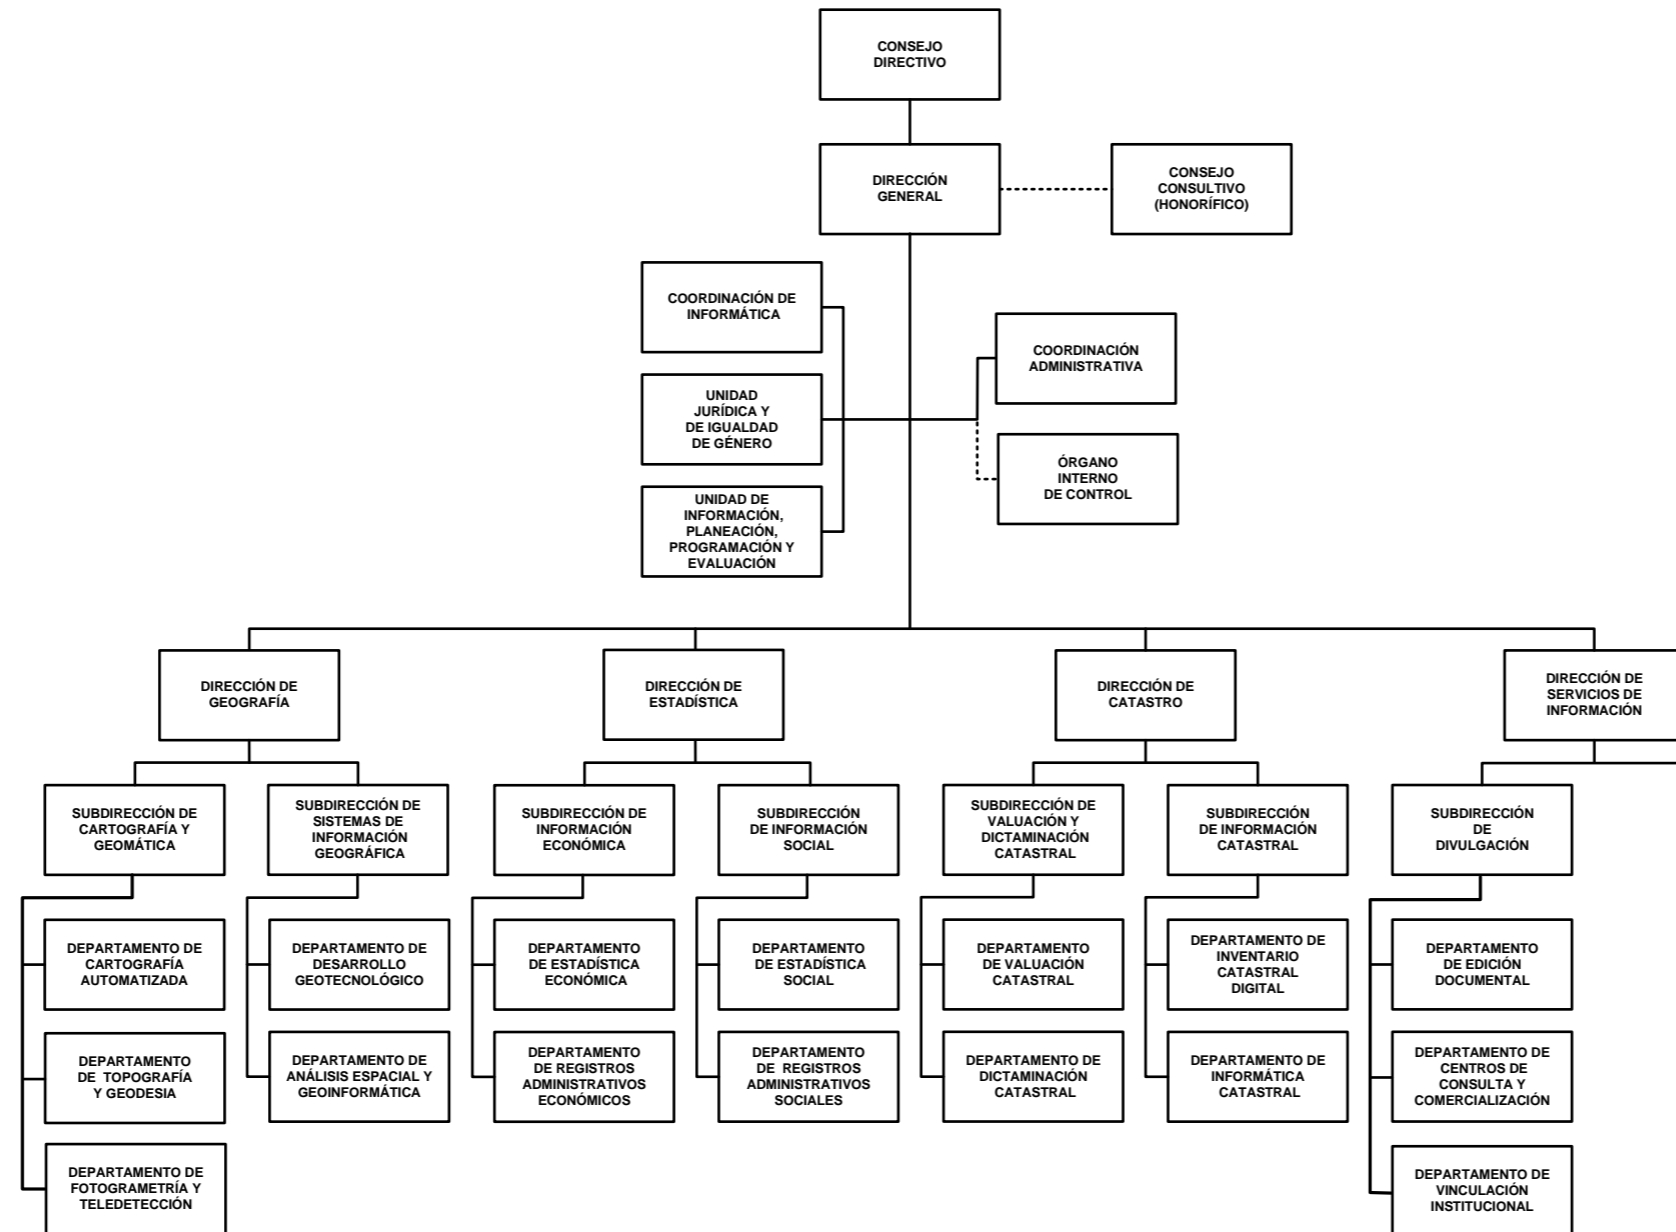 CONSEJO
DIRECTIVO
DIRECCIÓN
GENERAL
CONSEJO
CONSULTIVO
(HONORÍFICO)
COORDINACIÓN DE
INFORMÁTICA
COORDINACIÓN
ADMINISTRATIVA
UNIDAD
JURÍDICA Y
DE IGUALDAD
DE GÉNERO
ÓRGANO
INTERNO
DE CONTROL
UNIDAD DE
INFORMACIÓN,
PLANEACIÓN,
PROGRAMACIÓN Y
EVALUACIÓN
DIRECCIÓN DE
GEOGRAFÍA
DIRECCIÓN DE
ESTADÍSTICA
DIRECCIÓN DE
CATASTRO
DIRECCIÓN DE
SERVICIOS DE
INFORMACIÓN
SUBDIRECCIÓN DE
CARTOGRAFÍA Y
GEOMÁTICA
SUBDIRECCIÓN DE
SISTEMAS DE
INFORMACIÓN
GEOGRÁFICA
SUBDIRECCIÓN DE
INFORMACIÓN
ECONÓMICA
SUBDIRECCIÓN
DE INFORMACIÓN
SOCIAL
SUBDIRECCIÓN DE
VALUACIÓN Y
DICTAMINACIÓN
CATASTRAL
SUBDIRECCIÓN
DE INFORMACIÓN
CATASTRAL
SUBDIRECCIÓN
DE
DIVULGACIÓN
DEPARTAMENTO DE
CARTOGRAFÍA
AUTOMATIZADA
DEPARTAMENTO DE
DESARROLLO
GEOTECNOLÓGICO
DEPARTAMENTO
DE ESTADÍSTICA
ECONÓMICA
DEPARTAMENTO
DE ESTADÍSTICA
SOCIAL
DEPARTAMENTO
DE VALUACIÓN
CATASTRAL
DEPARTAMENTO DE
INVENTARIO
CATASTRAL
DIGITAL
DEPARTAMENTO
DE EDICIÓN
DOCUMENTAL
DEPARTAMENTO
DE TOPOGRAFÍA
Y GEODESIA
DEPARTAMENTO DE
ANÁLISIS ESPACIAL Y
GEOINFORMÁTICA
DEPARTAMENTO
DE REGISTROS
ADMINISTRATIVOS
ECONÓMICOS
DEPARTAMENTO
DE REGISTROS
ADMINISTRATIVOS
SOCIALES
DEPARTAMENTO DE
DICTAMINACIÓN
CATASTRAL
DEPARTAMENTO DE
INFORMÁTICA
CATASTRAL
DEPARTAMENTO DE
CENTROS DE
CONSULTA Y
COMERCIALIZACIÓN
DEPARTAMENTO DE
FOTOGRAMETRÍA Y
TELEDETECCIÓN
DEPARTAMENTO DE
VINCULACIÓN
INSTITUCIONAL